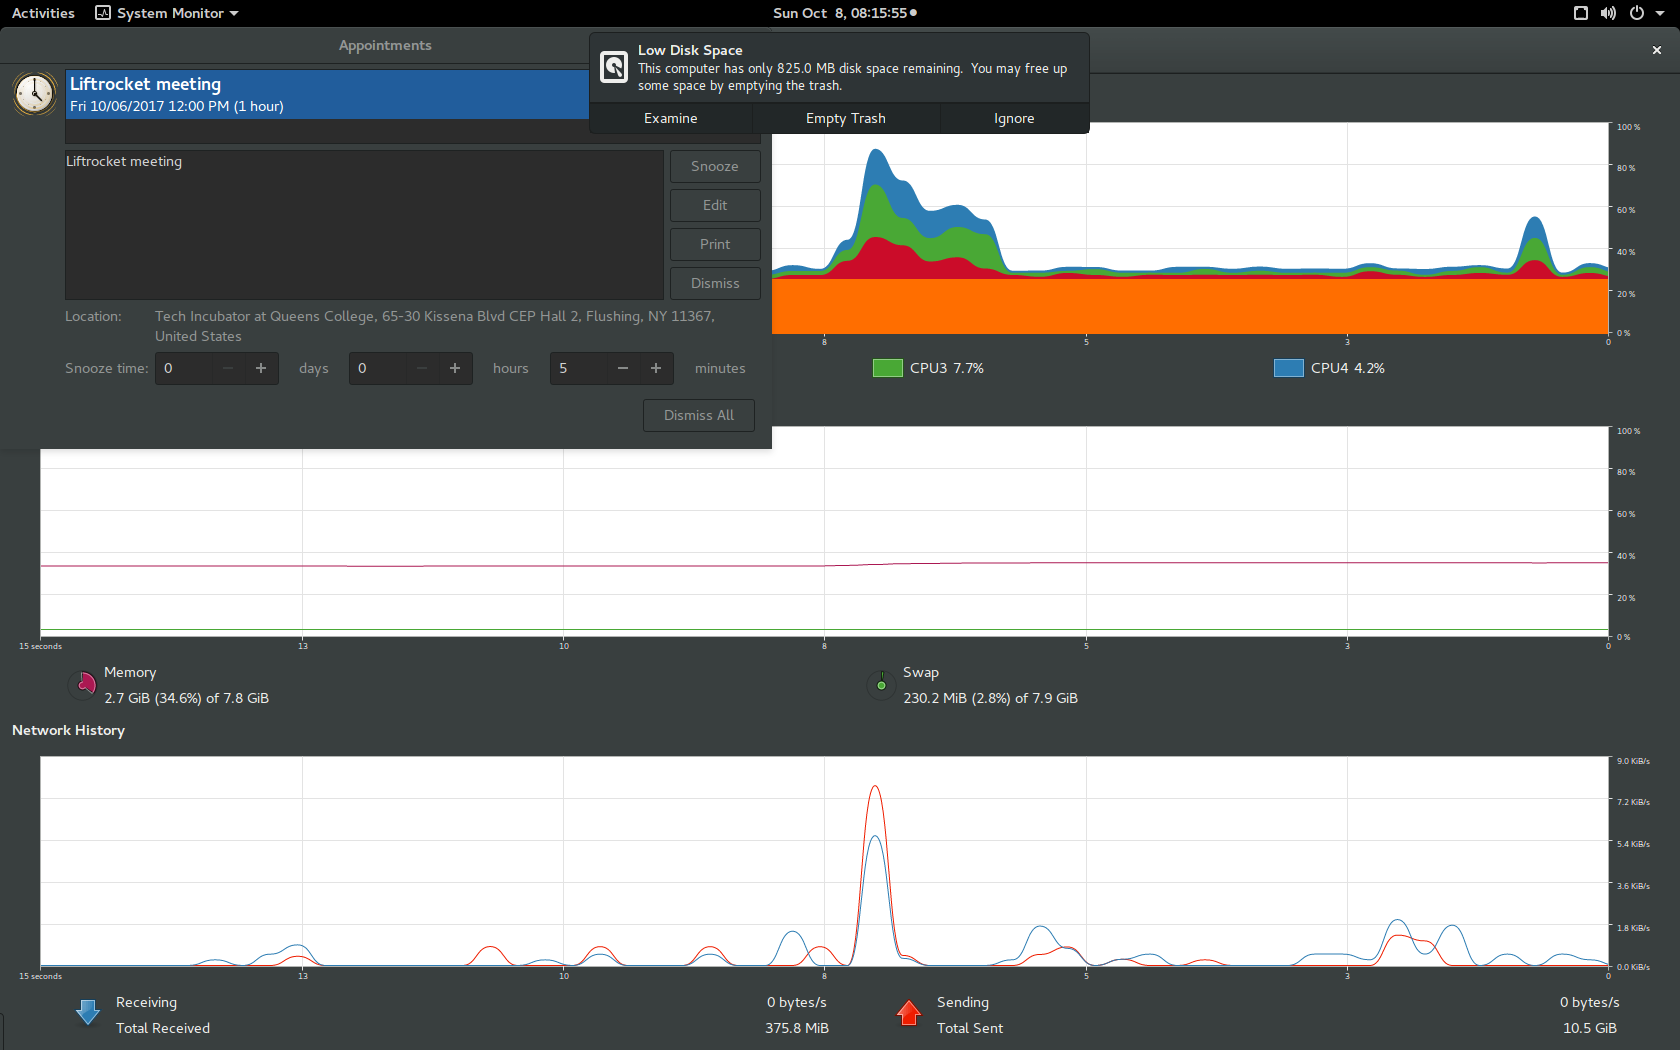 Activities
System Monitor
Sun Oct 8, 08:15:55
Appointments
Low Disk Space
This computer has only 825.0 MB disk space remaining. You may free up
some space by emptying the trash.
Examine
Empty Trash
Ignore
Liftrocket meeting
Fri 10/06/2017 12:00 PM (1 hour)
Liftrocket meeting
Snooze
Edit
Print
Dismiss
Location:
Tech Incubator at Queens College, 65-30 Kissena Blvd CEP Hall 2, Flushing, NY 11367,
United States
Snooze time:
0
days
0
hours
5
minutes
Dismiss All
100 %
80 %
60 %
40 %
20 %
0 %
8
5
3
0
CPU3 7.7%
CPU4 4.2%
100 %
80 %
60 %
40 %
20 %
0 %
15 seconds
13
10
8
5
3
0
Memory
2.7 GiB (34.6%) of 7.8 GiB
Swap
230.2 MiB (2.8%) of 7.9 GiB
Network History
9.0 KiB/s
7.2 KiB/s
5.4 KiB/s
3.6 KiB/s
1.8 KiB/s
0.0 KiB/s
15 seconds
13
10
8
5
3
0
Receiving
0 bytes/s
Total Received
375.8 MiB
Sending
0 bytes/s
Total Sent
10.5 GiB